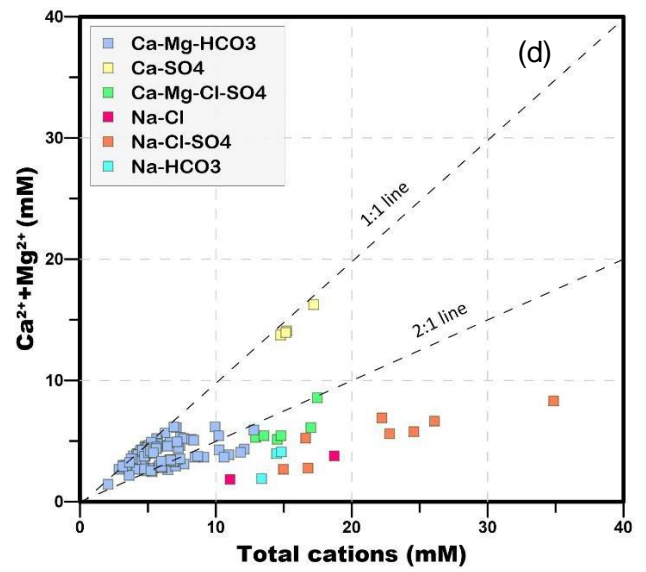 40
(d)
Ca-Mg-HCO3
Ca-SO4
Ca-Mg-Cl-SO4
Na-Cl
Na-Cl-SO4
Na-HCO3
30
1:1 line
20
2:1 line
10
0
Ca²⁺+Mg²⁺ (mM)
0 10 20 30 40
Total cations (mM)